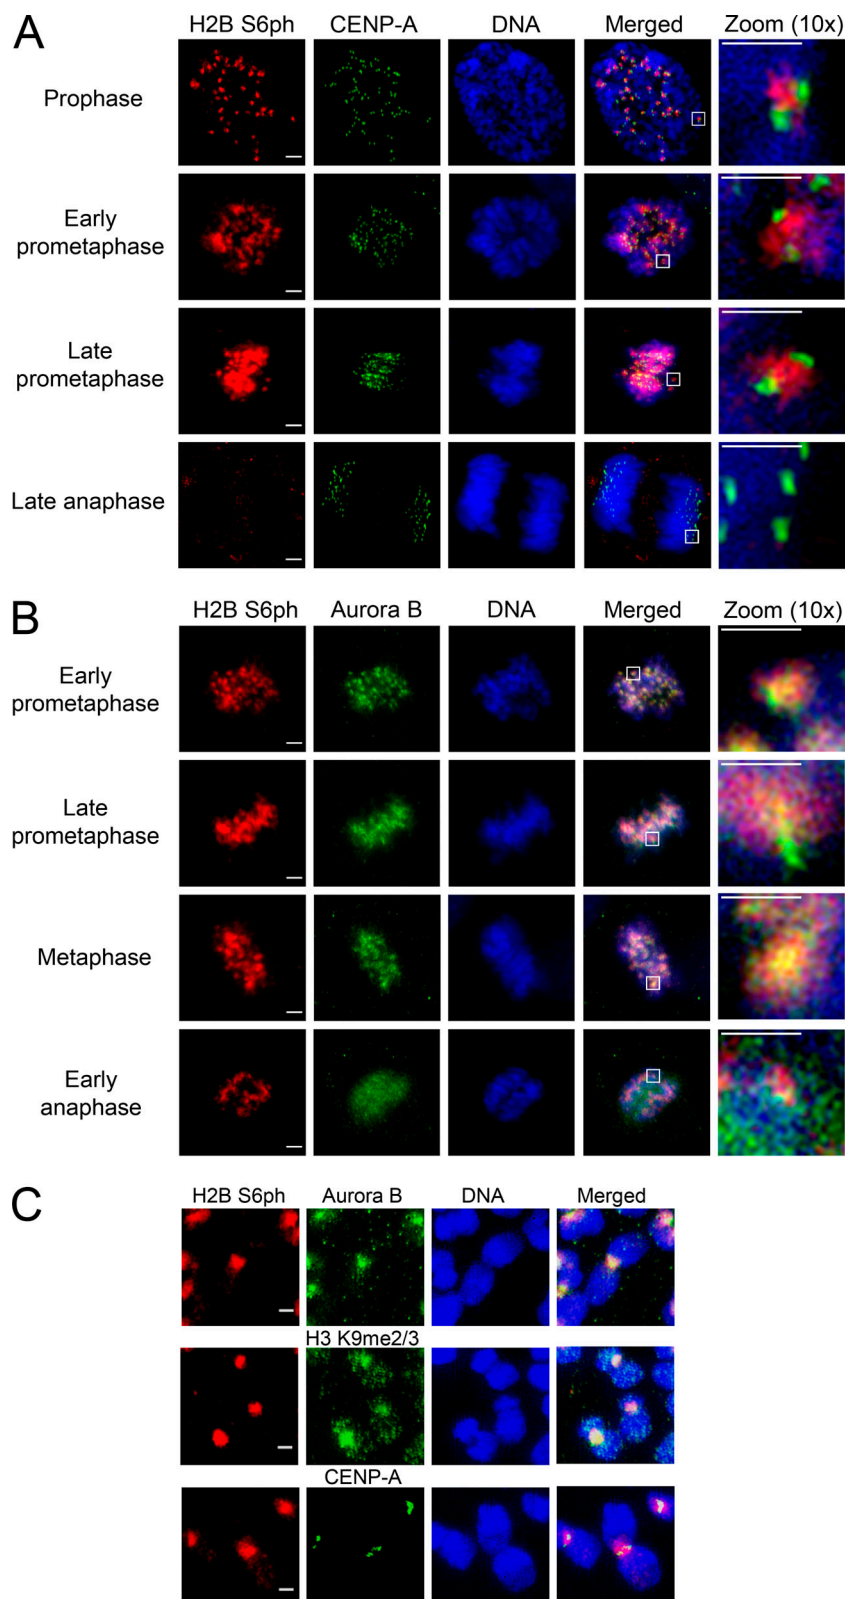 A
H2B S6ph CENP-A DNA Merged Zoom (10x)
Prophase
Early
prometaphase
Late
prometaphase
Late anaphase
B
H2B S6ph Aurora B DNA Merged Zoom (10x)
Early
prometaphase
Late
prometaphase
Metaphase
Early
anaphase
C
H2B S6ph Aurora B DNA Merged
H3 K9me2/3
CENP-A